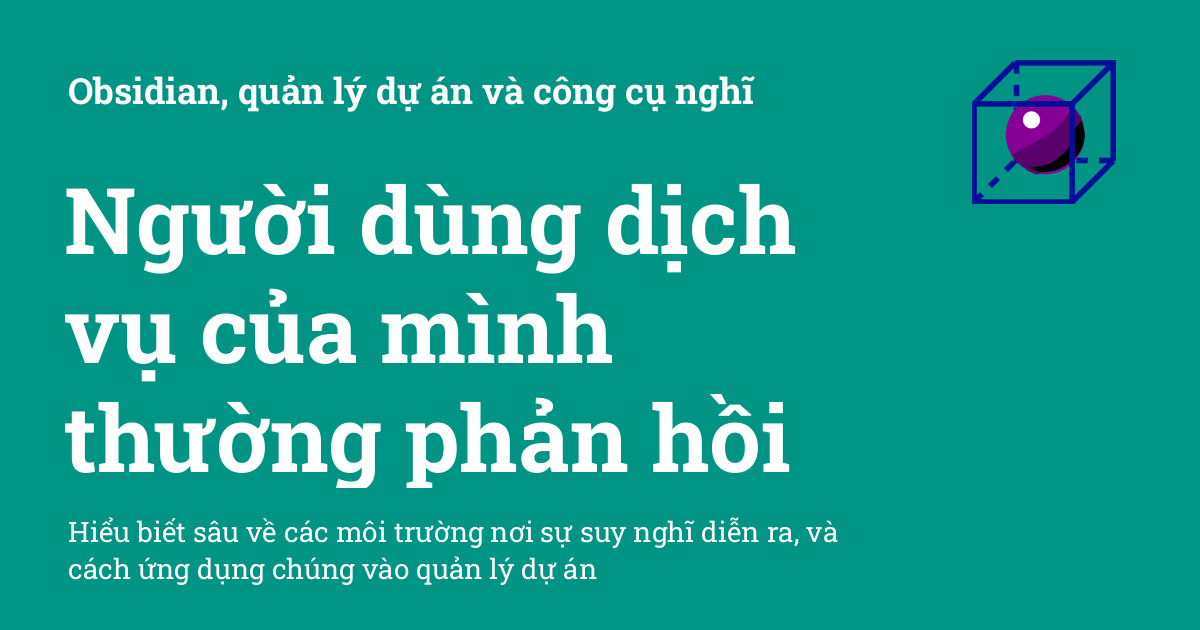 Obsidian, quản lý dự án và công cụ nghĩ
Người dùng dịch
vụ của mình
thường phản hồi
Hiểu biết sâu về các môi trường nơi sự suy nghĩ diễn ra, và
cách ứng dụng chúng vào quản lý dự án